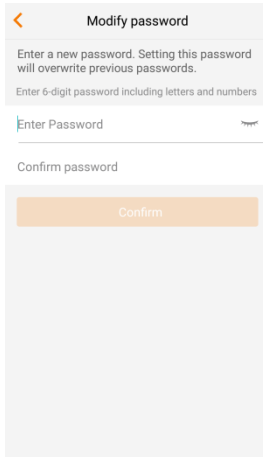 Modify password
Enter a new password. Setting this password
will overwrite previous passwords.
Enter 6-digit password including letters and numbers
Enter Password
Confirm password
Confirm